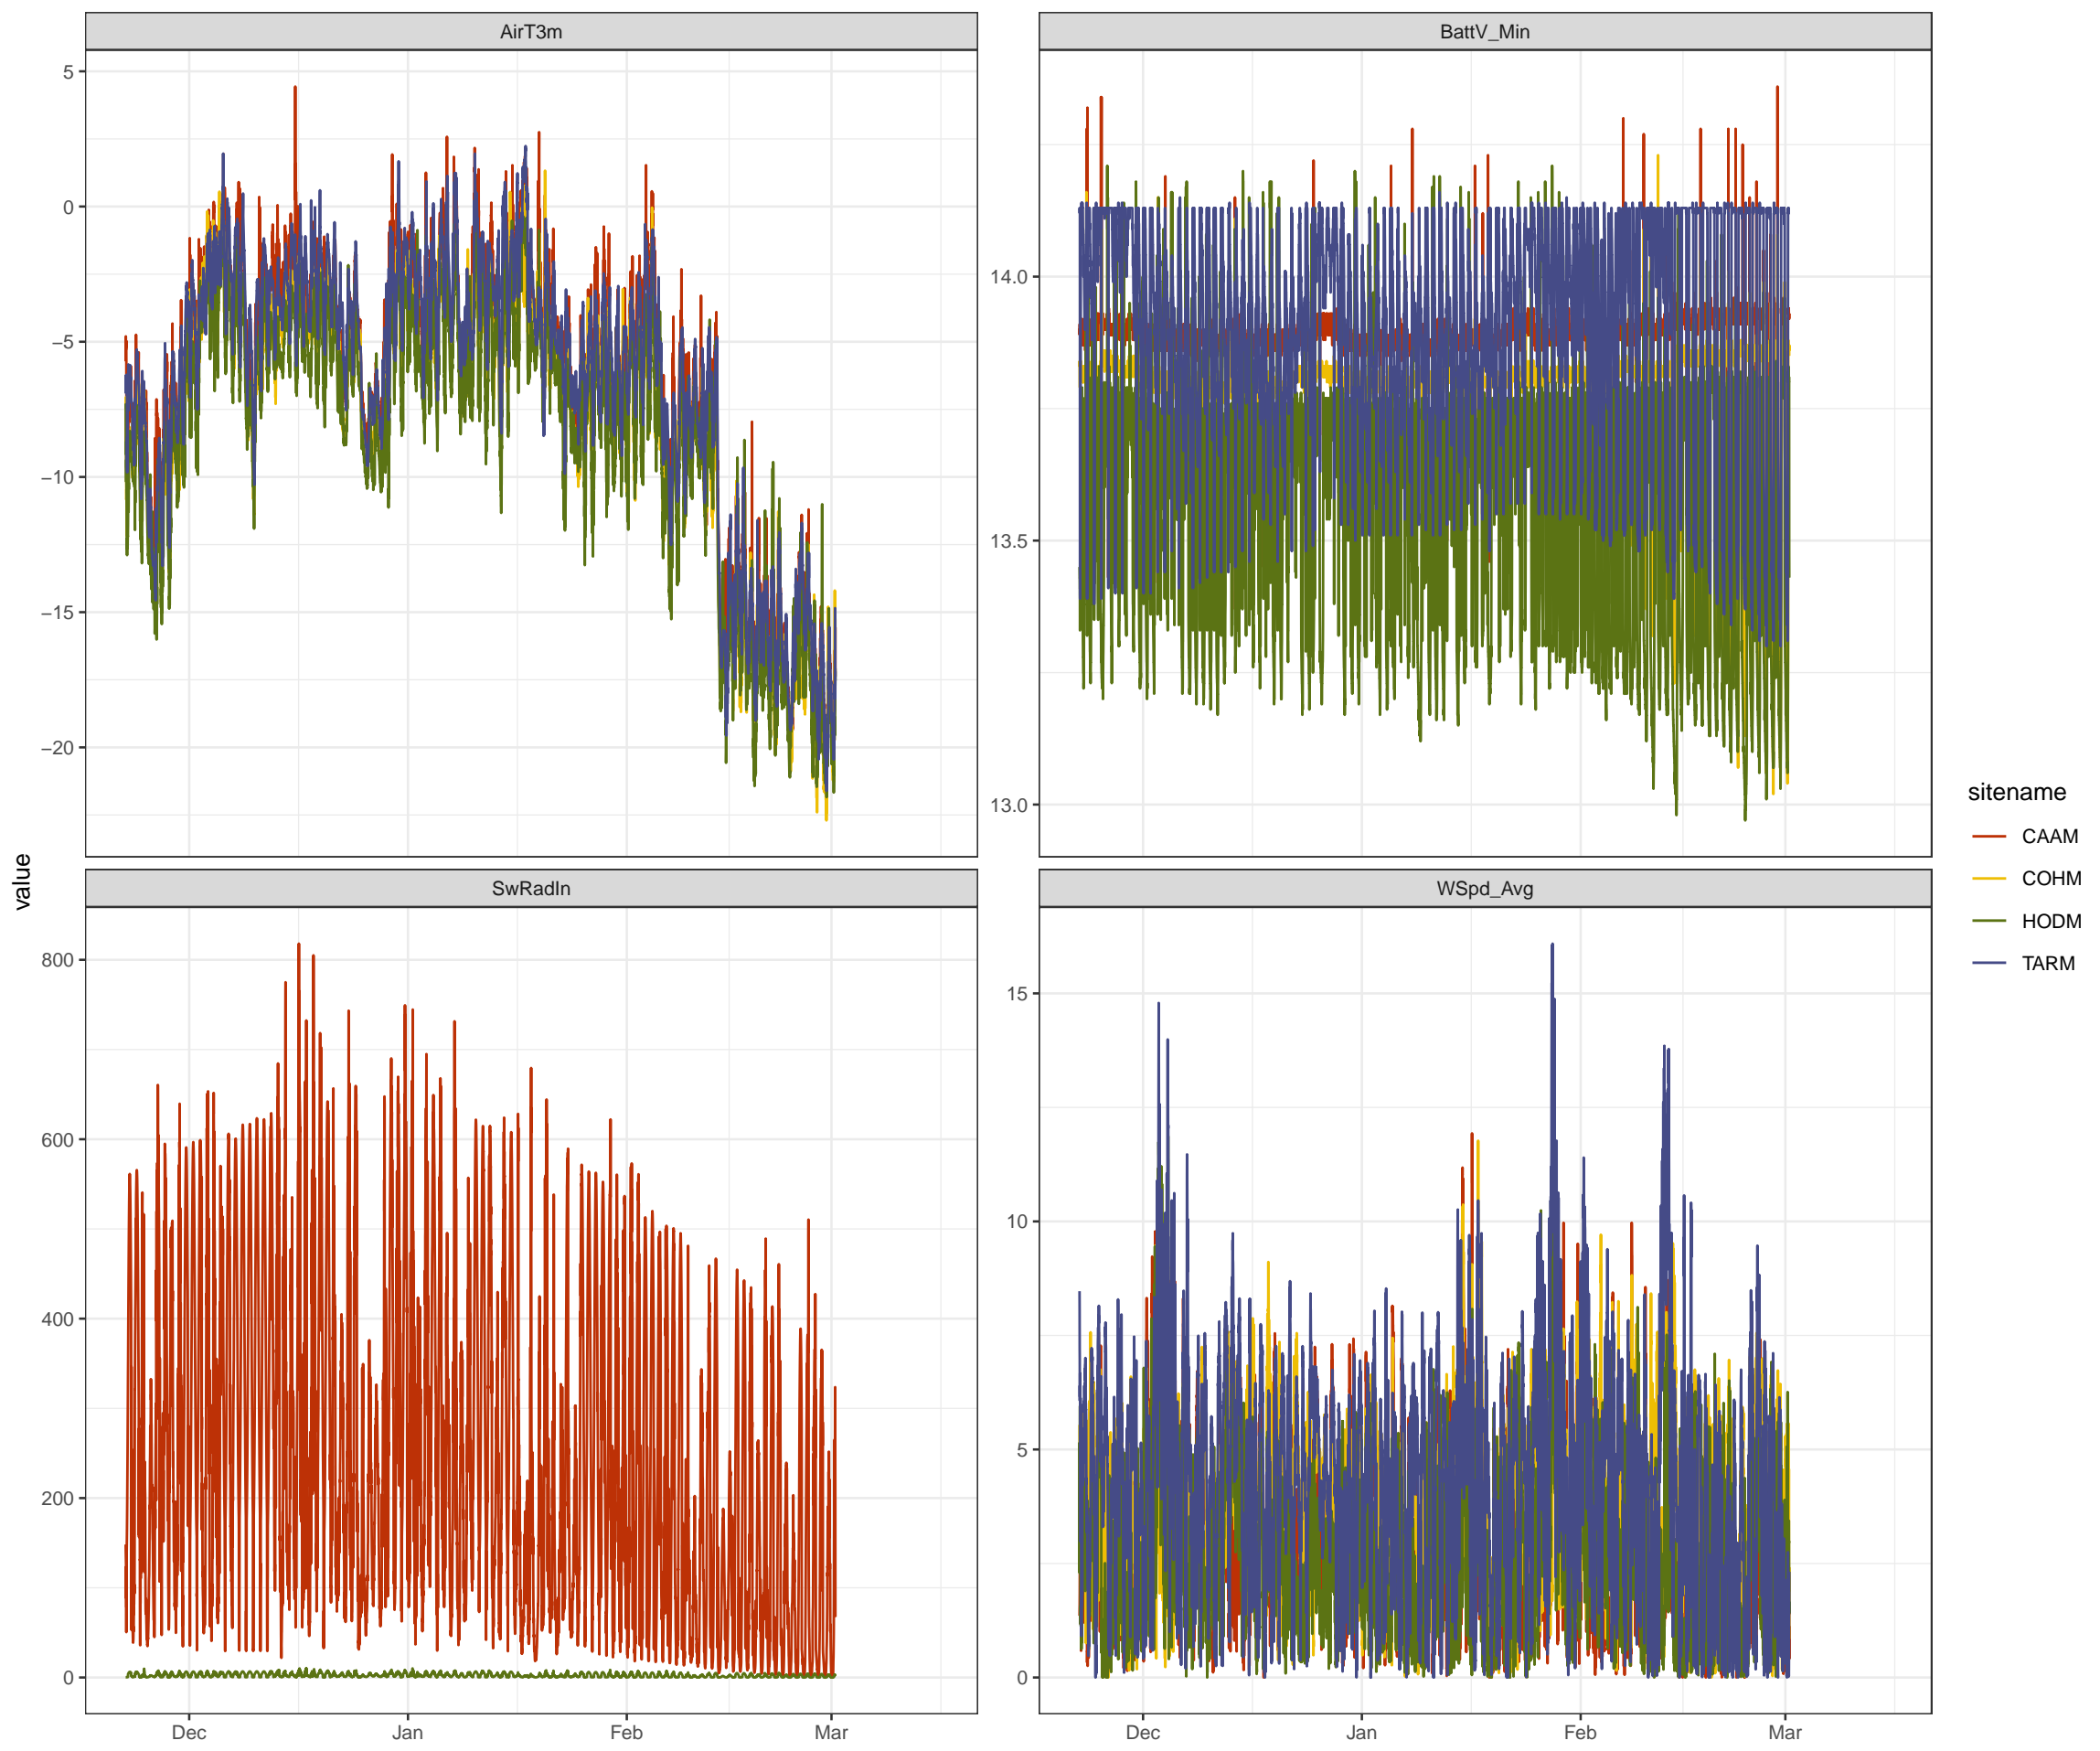 AirT3m
BattV_Min
5
0
−5
−10
−15
−20
14.0
13.5
13.0
value
SwRadIn
WSpd_Avg
800
600
400
200
0
15
10
5
0
Dec
Jan
Feb
Mar
Dec
Jan
Feb
Mar
sitename
CAAM
COHM
HODM
TARM